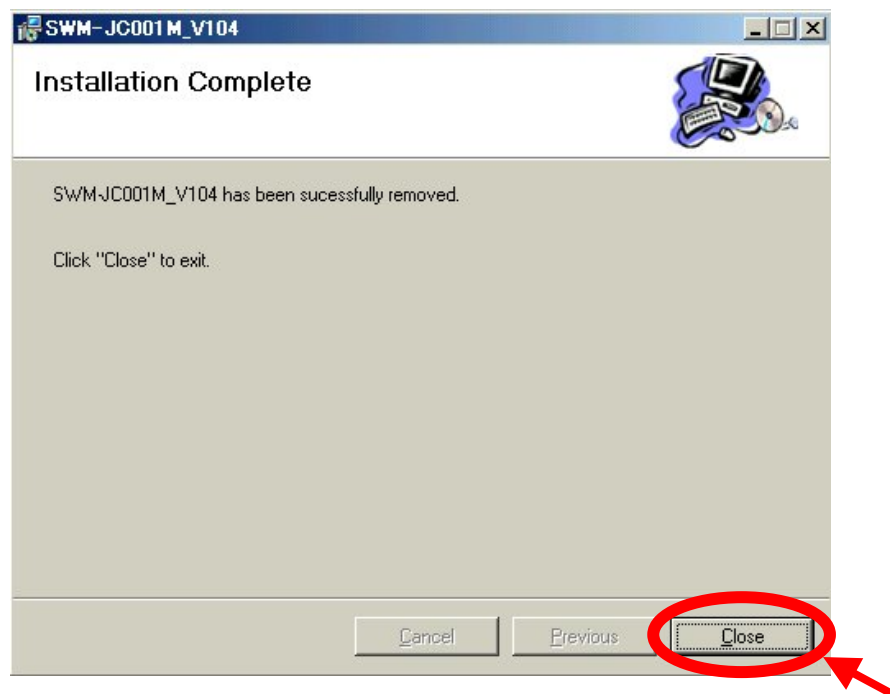 SWM-JC001M_V104
Installation Complete
SWM-JC001M_V104 has been sucessfully removed.
Click "Close" to exit.
Cancel
Previous
Close